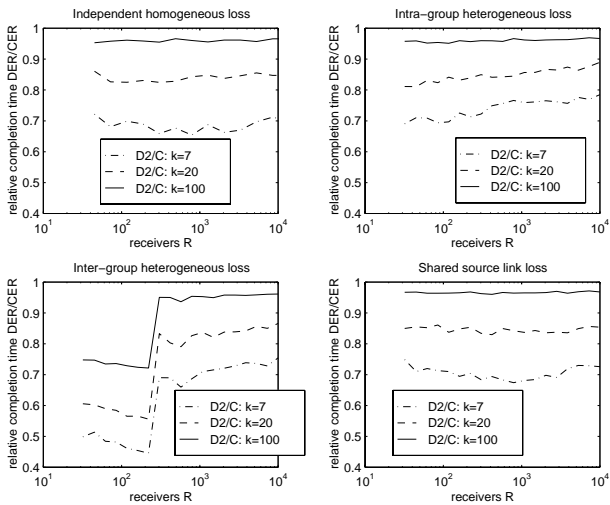 Independent homogeneous loss
1
0.9
0.8
0.7
0.6
0.5
0.4
relative completion time DER/CER
D2/C: k=7
D2/C: k=20
D2/C: k=100
10^1
10^2
10^3
10^4
receivers R
Intra−group heterogeneous loss
1
0.9
0.8
0.7
0.6
0.5
0.4
relative completion time DER/CER
D2/C: k=7
D2/C: k=20
D2/C: k=100
10^1
10^2
10^3
10^4
receivers R
Inter−group heterogeneous loss
1
0.9
0.8
0.7
0.6
0.5
0.4
relative completion time DER/CER
D2/C: k=7
D2/C: k=20
D2/C: k=100
10^1
10^2
10^3
10^4
receivers R
Shared source link loss
1
0.9
0.8
0.7
0.6
0.5
0.4
relative completion time DER/CER
D2/C: k=7
D2/C: k=20
D2/C: k=100
10^1
10^2
10^3
10^4
receivers R